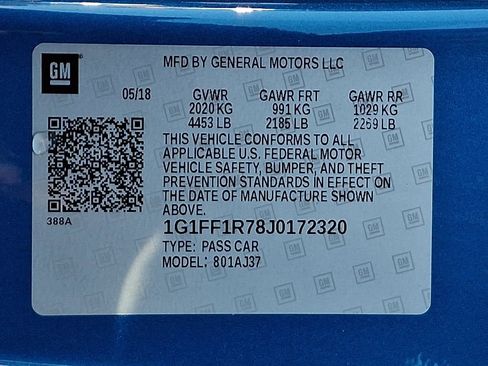 GM
MFD BY GENERAL MOTORS LLC
05/18 GVWR GAWR FRT GAWR RR
2020 KG 991 KG 1029 KG
4453 LB 2185 LB 2269 LB
THIS VEHICLE CONFORMS TO ALL
APPLICABLE U.S. FEDERAL MOTOR
VEHICLE SAFETY, BUMPER, AND THEFT
PREVENTION STANDARDS IN EFFECT ON
THE DATE OF MANUFACTURE SHOWN
ABOVE.
388A
1G1FF1R78J0172320
TYPE: PASS CAR
MODEL: 801AJ37